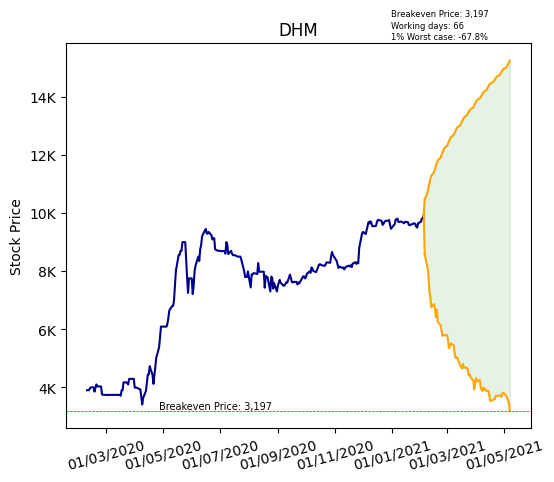 Breakeven Price: 3,197
Working days: 66
1% Worst case: -67.8%
DHM
Stock Price
14K
12K
10K
8K
6K
4K
Breakeven Price: 3,197
01/03/2020
01/05/2020
01/07/2020
01/09/2020
01/11/2020
01/01/2021
01/03/2021
01/05/2021